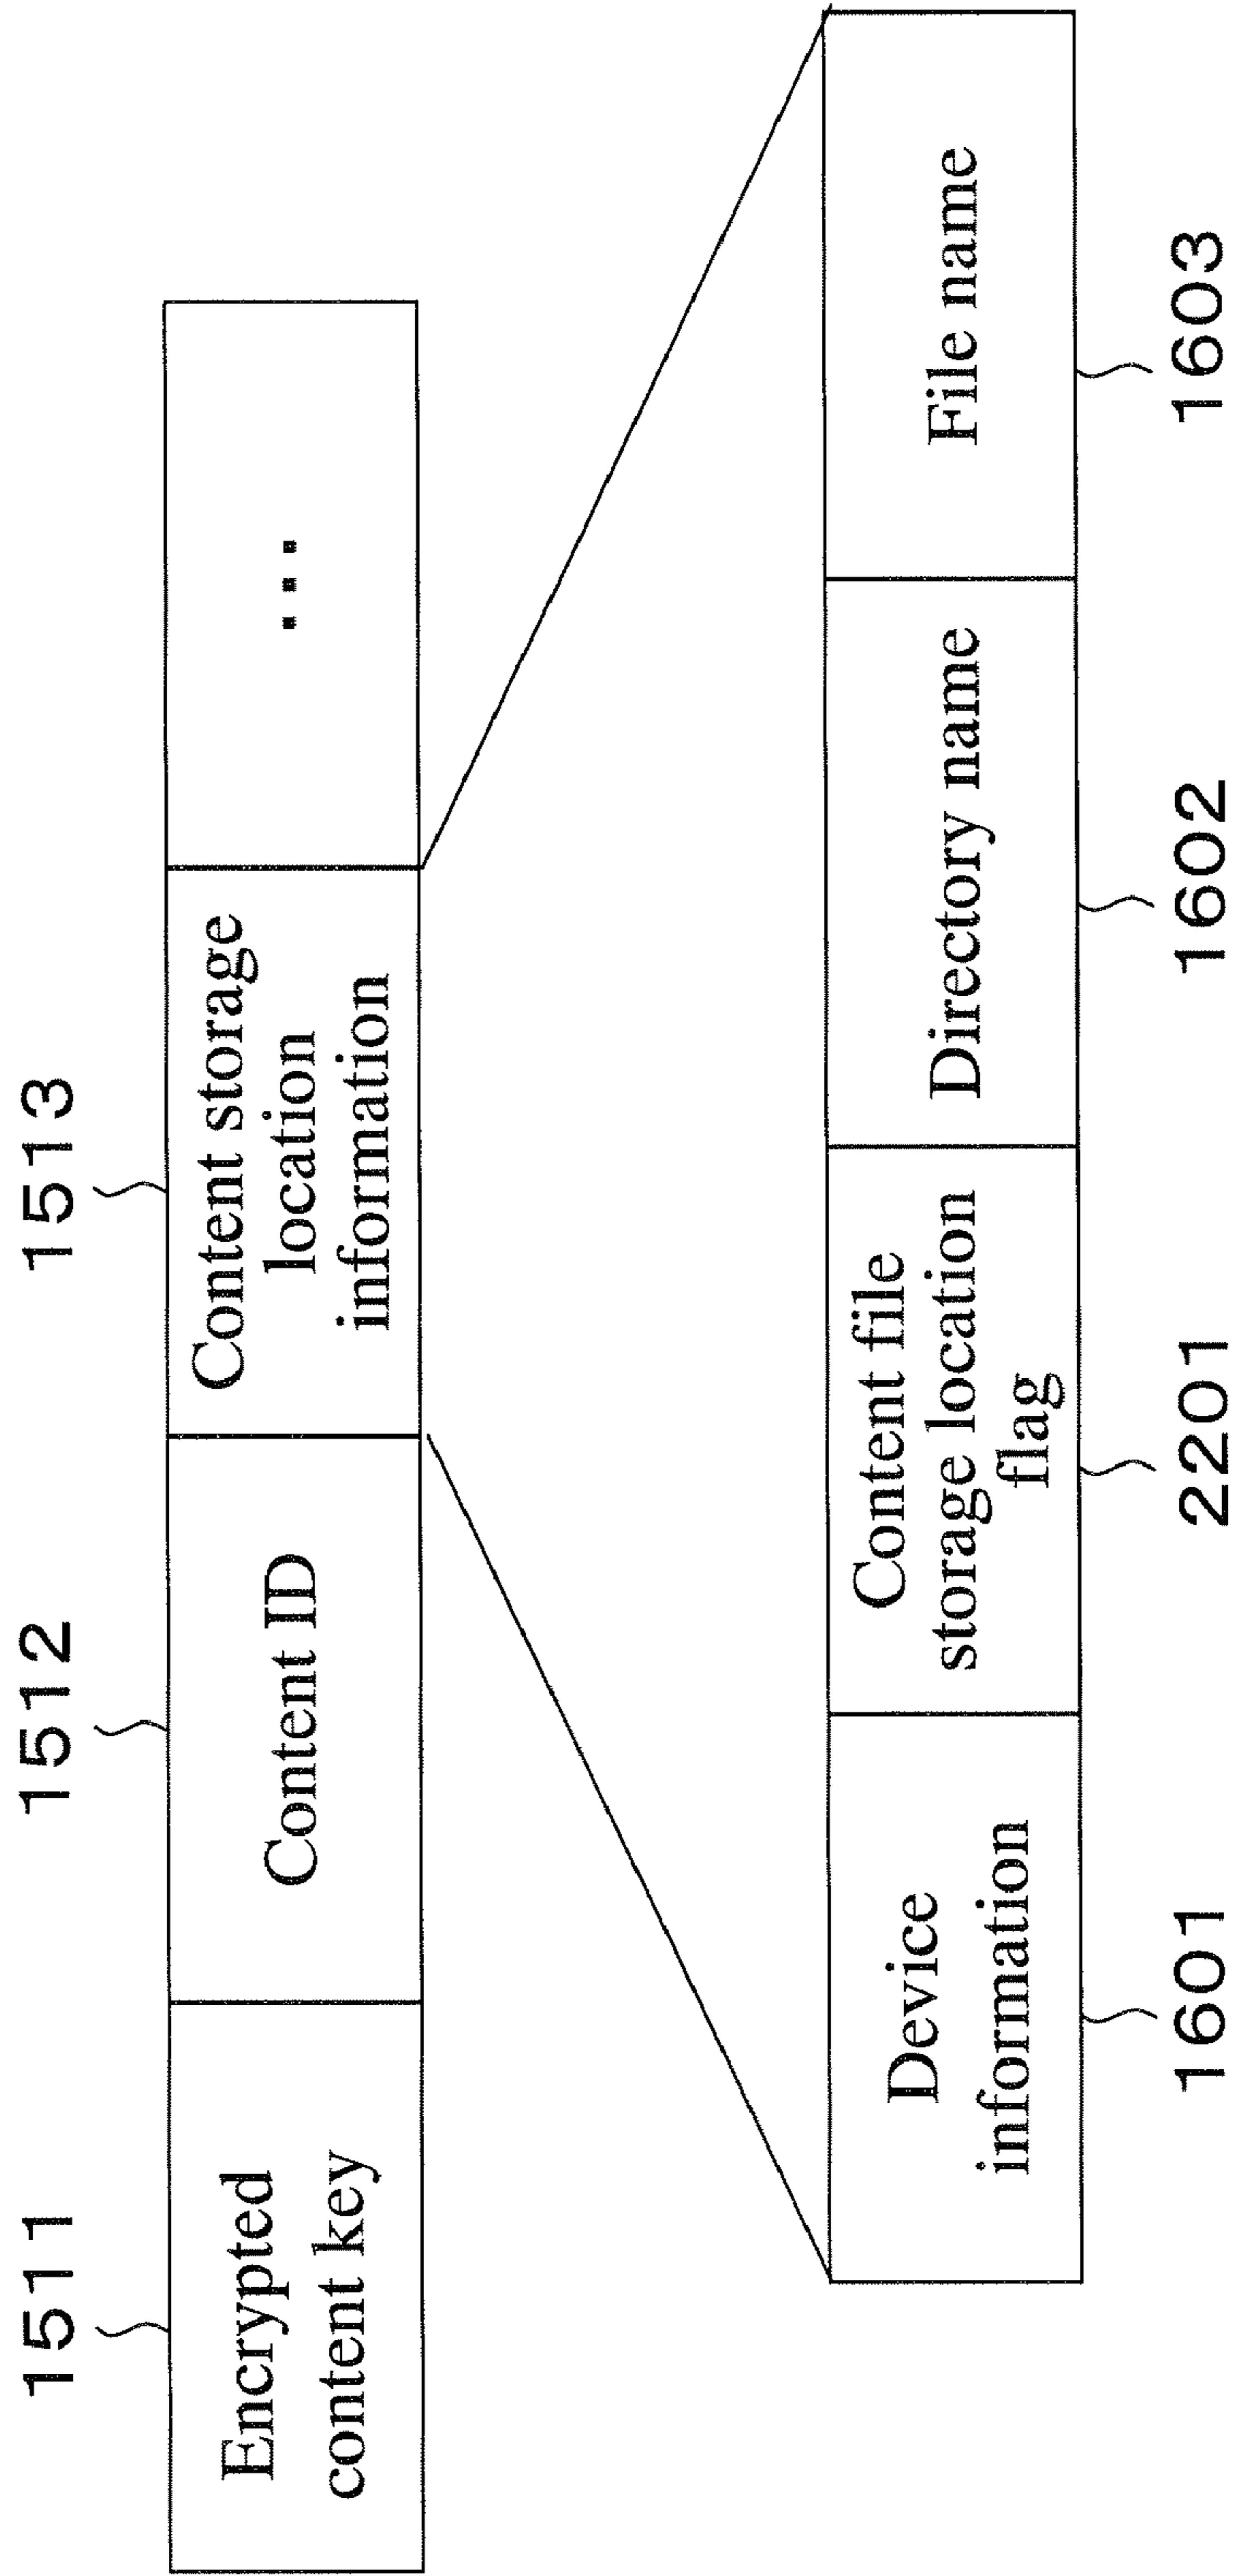 1511
1512
1513
Encrypted
content key
Content ID
Content storage
location
information
...
Device
information
Content file
storage location
flag
Directory name
File name
1601
2201
1602
1603